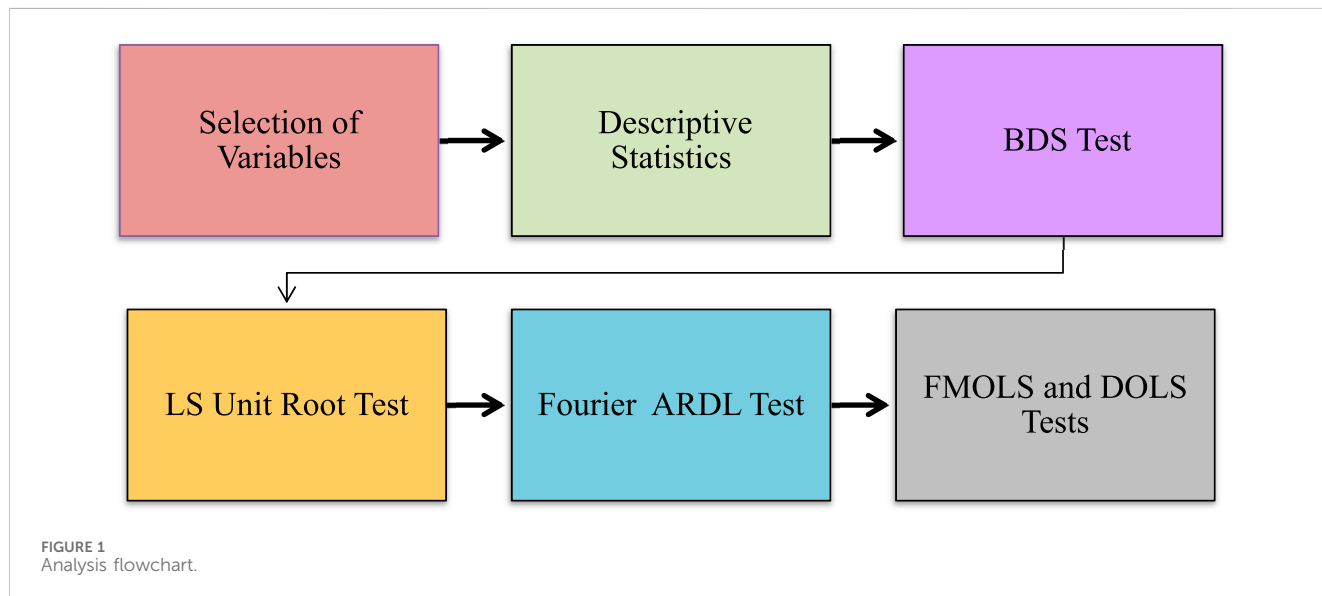 Selection of
Variables
Descriptive
Statistics
BDS Test
LS Unit Root Test
Fourier ARDL Test
FMOLS and DOLS
Tests
FIGURE 1
Analysis flowchart.